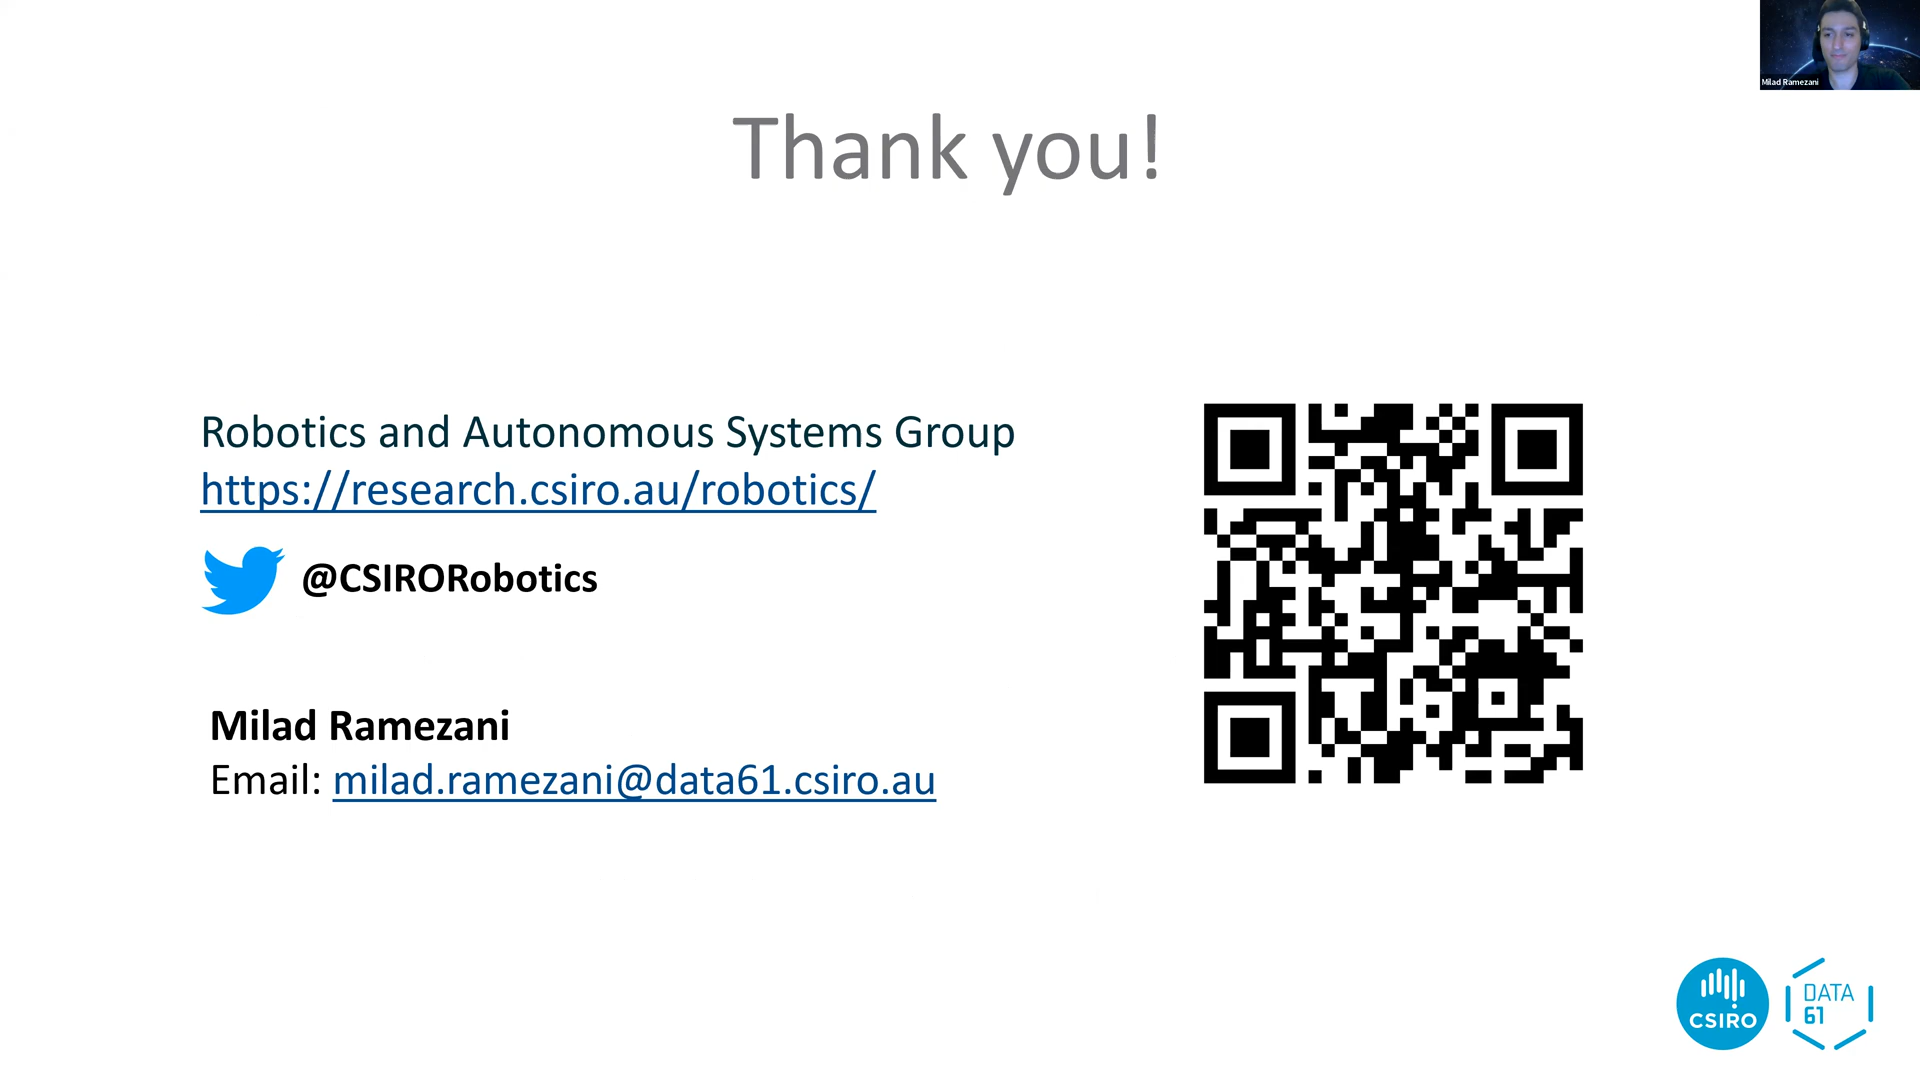 Milad Ramezani
Thank you!
Robotics and Autonomous Systems Group
https://research.csiro.au/robotics/
@CSIRORobotics
Milad Ramezani
Email: milad.ramezani@data61.csiro.au
CSIRO
DATA
61